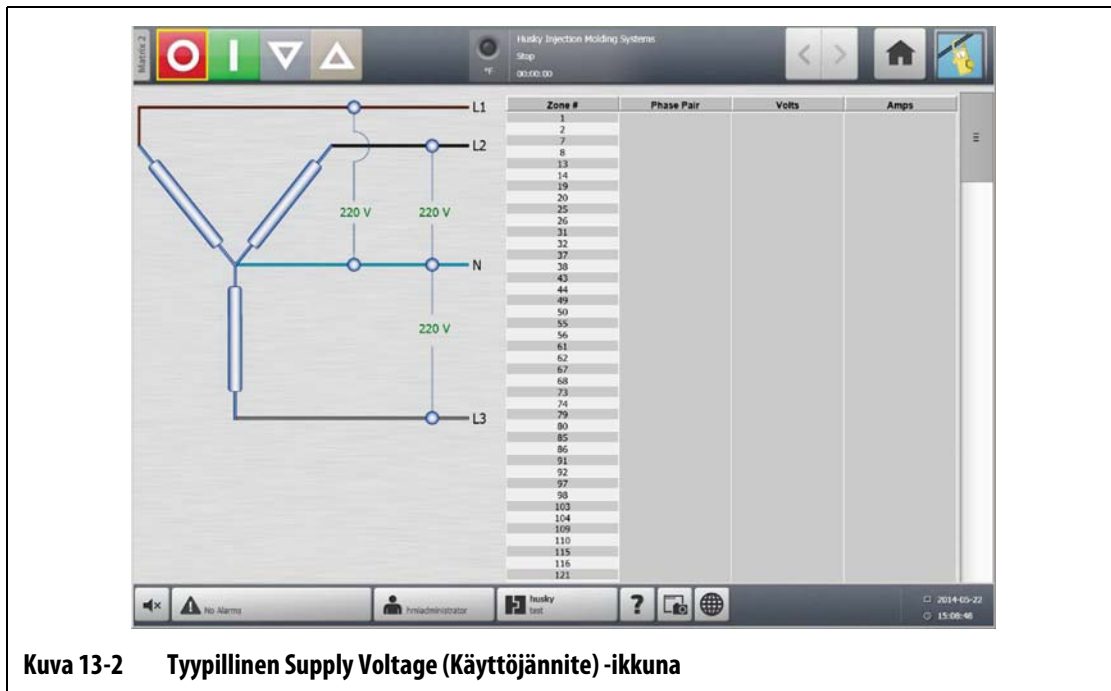 Matrix 2
Husky Injection Molding Systems
Stop
°F
00:00:00
L1
L2
220 V 220 V
N
220 V
L3
Zone # Phase Pair Volts Amps
1
2
7
8
13
14
19
20
25
26
31
32
37
38
43
44
49
50
55
56
61
62
67
68
73
74
79
80
85
86
91
92
97
98
103
104
109
110
115
116
121
No Alarms
hmiadministrator
husky
test
?
2014-05-22
15:08:48
Kuva 13-2 Tyypillinen Supply Voltage (Käyttöjännite) -ikkuna